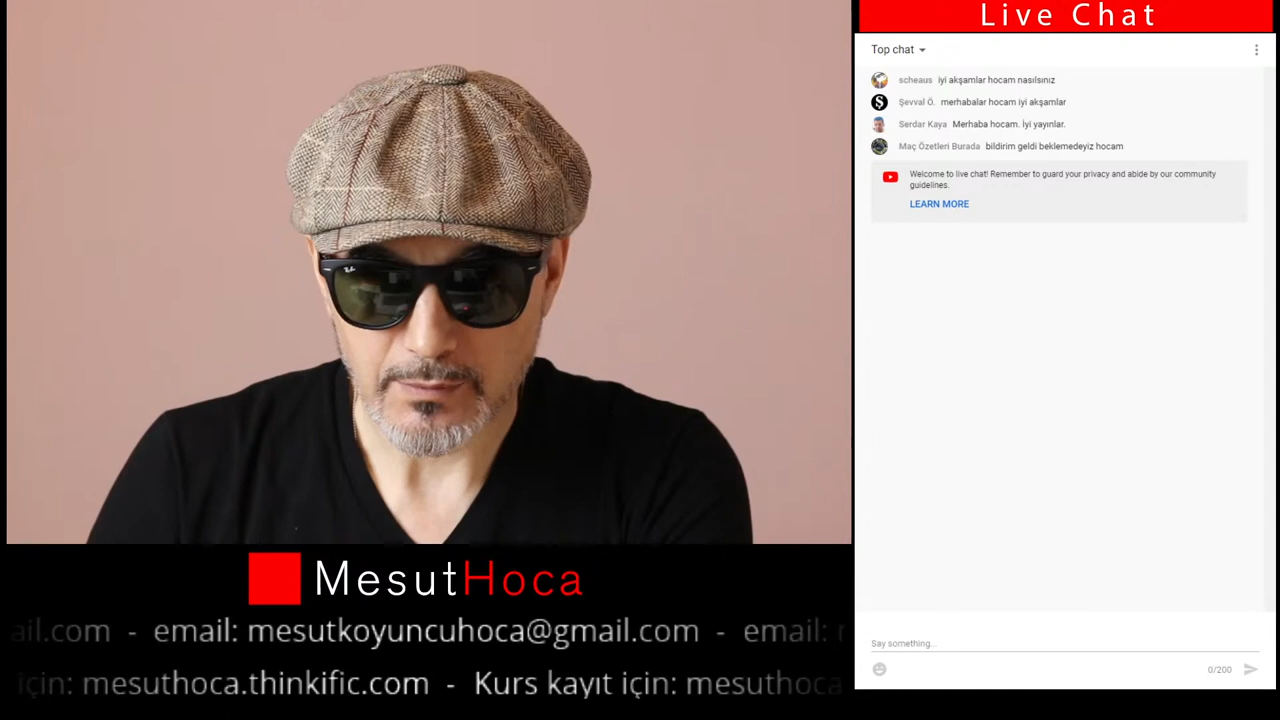 Live Chat
Top chat
scheaus iyi akşamlar hocam nasılsınız
Şevval Ö. merhabalar hocam iyi akşamlar
Serdar Kaya Merhaba hocam. İyi yayınlar.
Maç Özetleri Burada bildirim geldi beklemedeyiz hocam
Welcome to live chat! Remember to guard your privacy and abide by our community
guidelines.
LEARN MORE
Ray-Ban
MesutHoca
ail.com - email: mesutkoyuncuhoca@gmail.com - email:
için: mesuthoca.thinkific.com - Kurs kayıt için: mesuthoca
Say something...
0/200